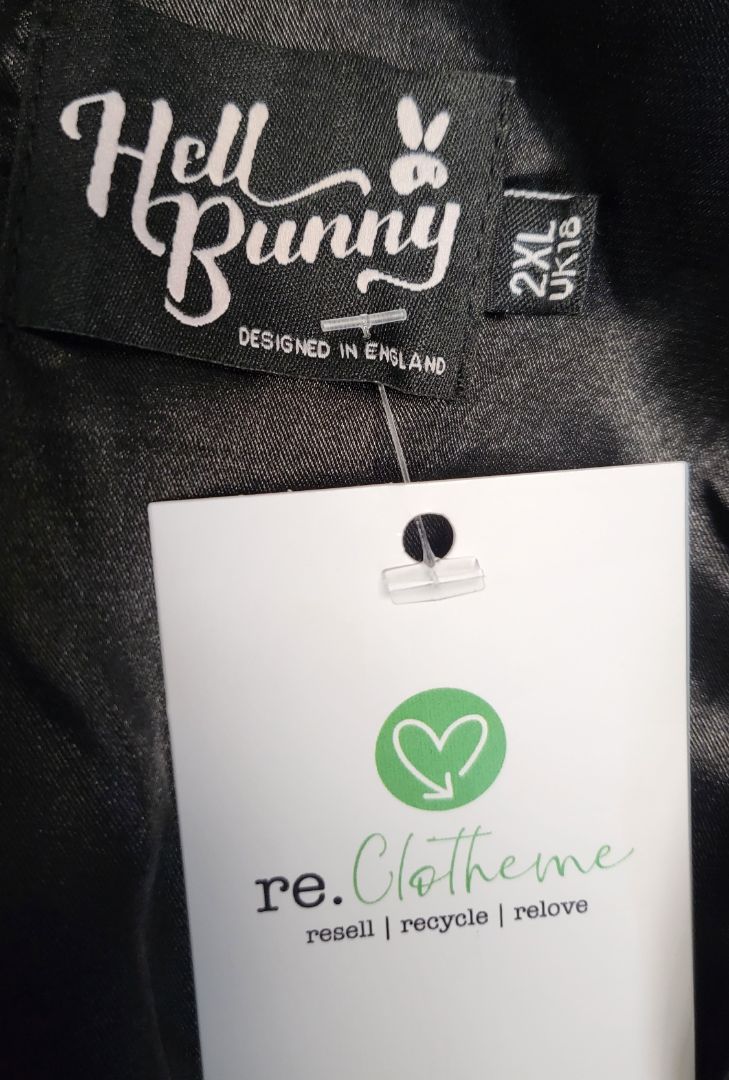 Hell
Bunny
DESIGNED IN ENGLAND
2XL
UK18
re.Clotheme
resell | recycle | relove